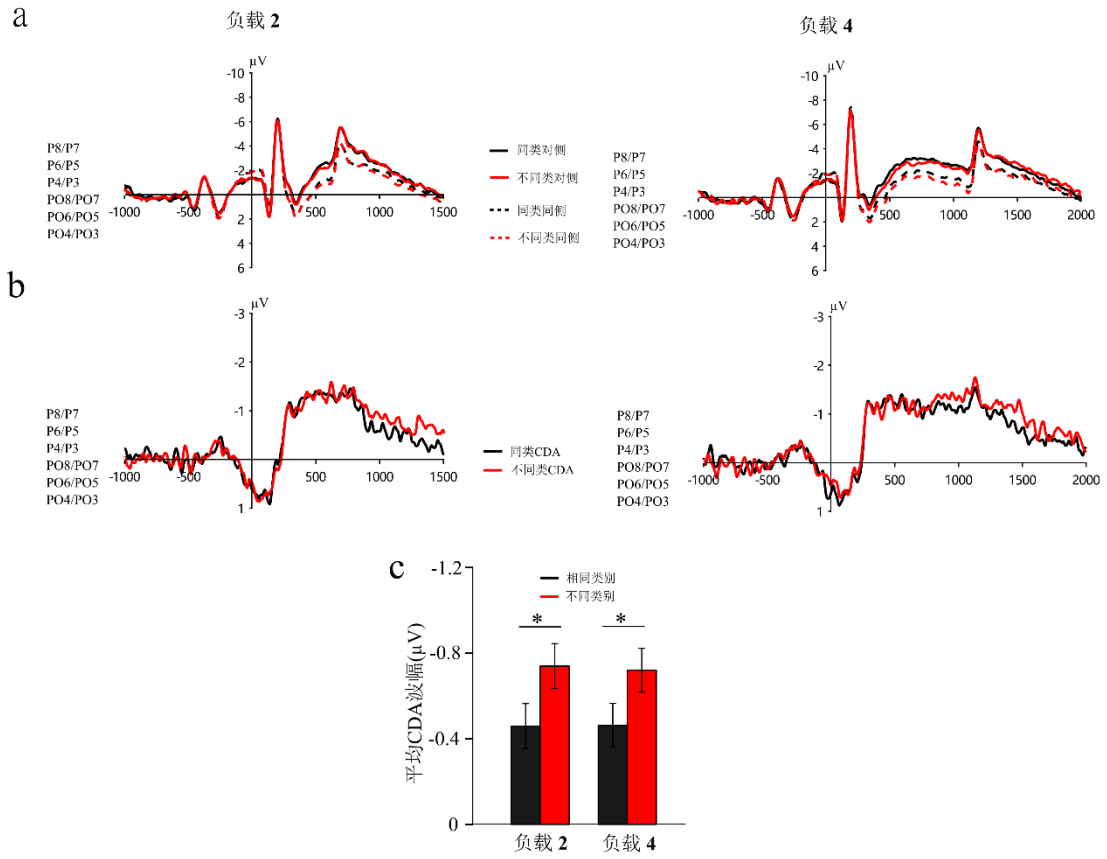 a
负载 2
负载 4
μV
-10
-8
-6
-4
-2
2
4
6
-1000
-500
500
1000
1500
P8/P7
P6/P5
P4/P3
PO8/PO7
PO6/PO5
PO4/PO3
同类对侧
不同类对侧
同类同侧
不同类同侧
μV
-10
-8
-6
-4
-2
2
4
6
-1000
-500
500
1000
1500
2000
P8/P7
P6/P5
P4/P3
PO8/PO7
PO6/PO5
PO4/PO3
b
μV
-3
-2
-1
1
-1000
-500
500
1000
1500
P8/P7
P6/P5
P4/P3
PO8/PO7
PO6/PO5
PO4/PO3
同类CDA
不同类CDA
μV
-3
-2
-1
1
-1000
-500
500
1000
1500
2000
P8/P7
P6/P5
P4/P3
PO8/PO7
PO6/PO5
PO4/PO3
c
相同类别
不同类别
平均CDA波幅(μV)
-1.2
-0.8
-0.4
0
*
*
负载 2
负载 4